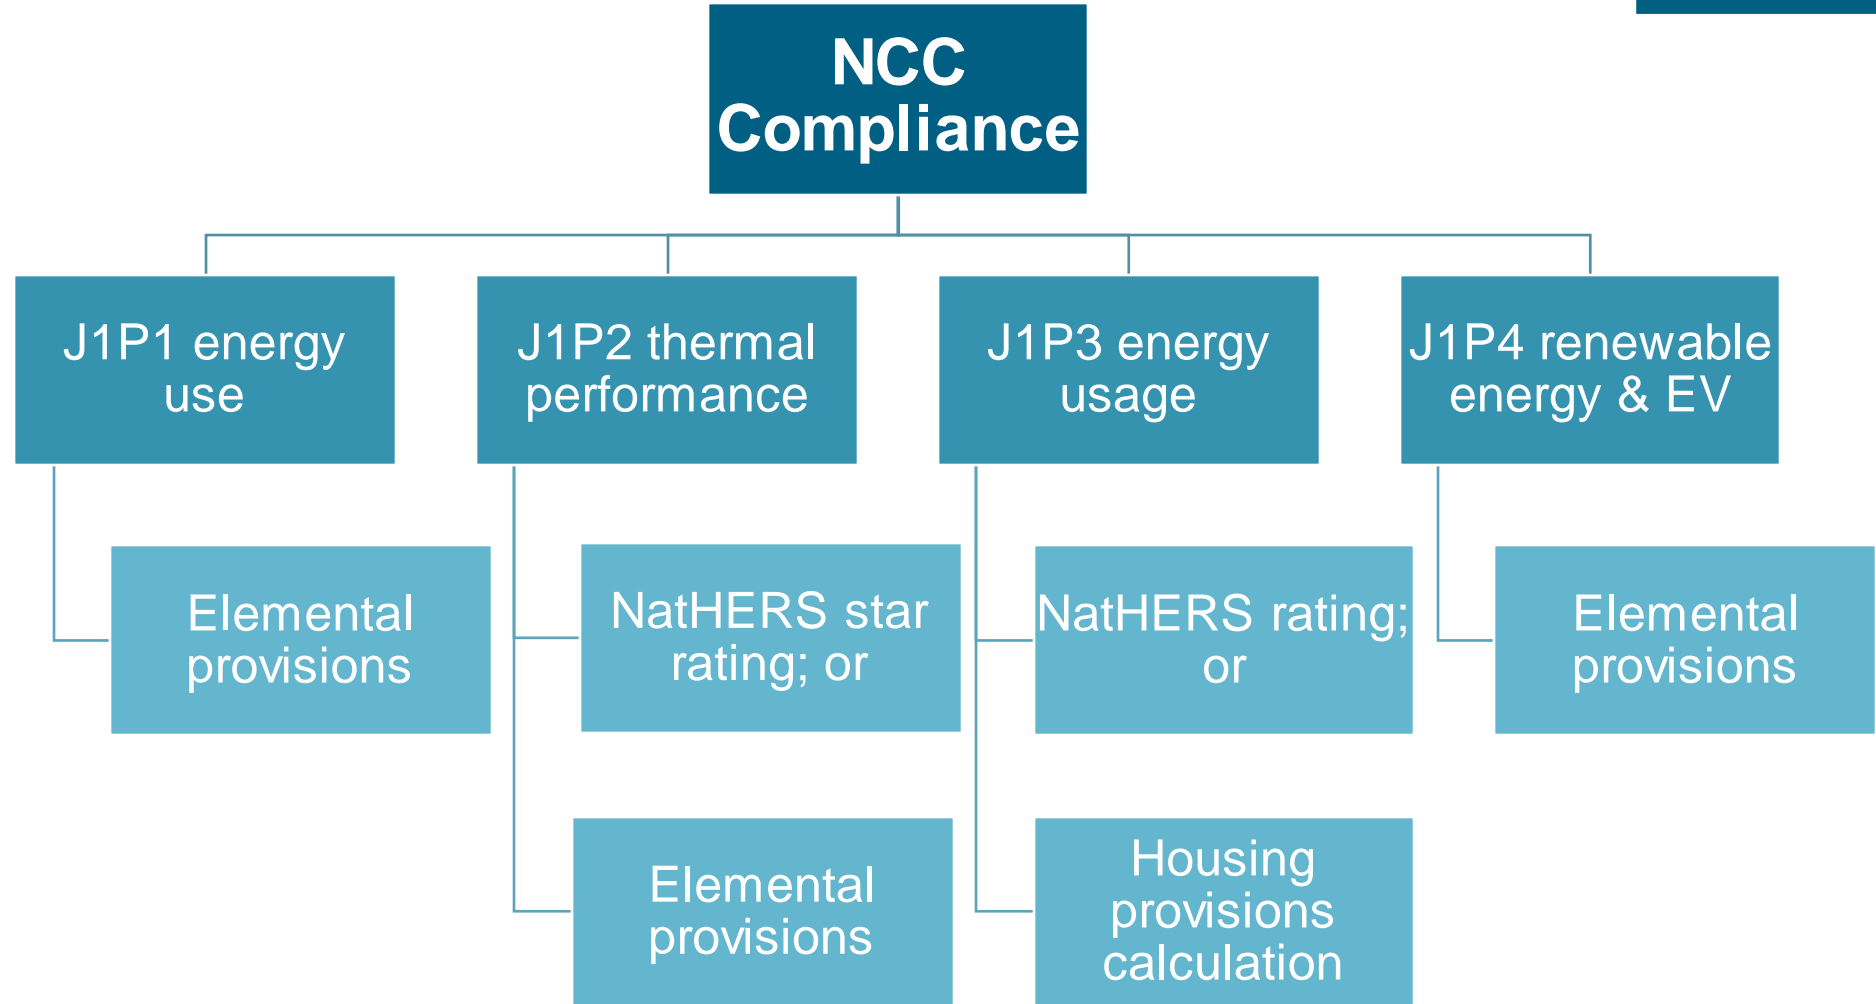 NCC
Compliance
J1P1 energy
use
J1P2 thermal
performance
J1P3 energy
usage
J1P4 renewable
energy & EV
Elemental
provisions
NatHERS star
rating; or
NatHERS rating;
or
Elemental
provisions
Elemental
provisions
Housing
provisions
calculation